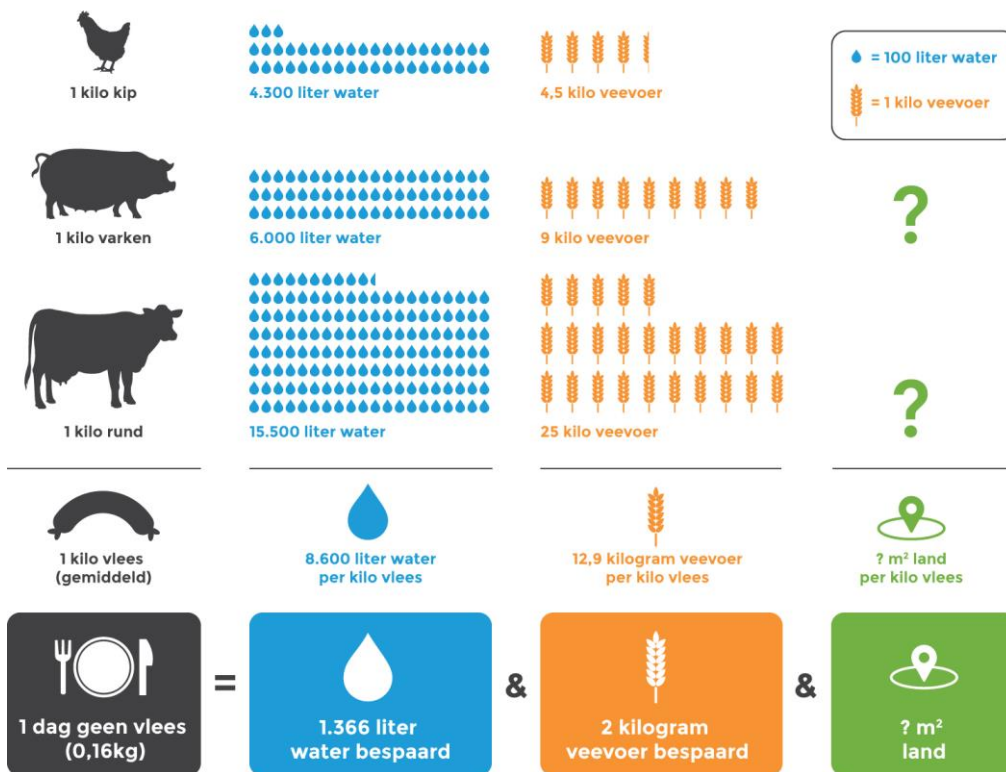 1 kilo kip
4.300 liter water
4,5 kilo veevoer
= 100 liter water
= 1 kilo veevoer
1 kilo varken
6.000 liter water
9 kilo veevoer
?
1 kilo rund
15.500 liter water
25 kilo veevoer
?
1 kilo vlees
(gemiddeld)
8.600 liter water
per kilo vlees
12,9 kilogram veevoer
per kilo vlees
? m² land
per kilo vlees
1 dag geen vlees
(0,16kg)
=
1.366 liter
water bespaard
&
2 kilogram
veevoer bespaard
&
? m²
land